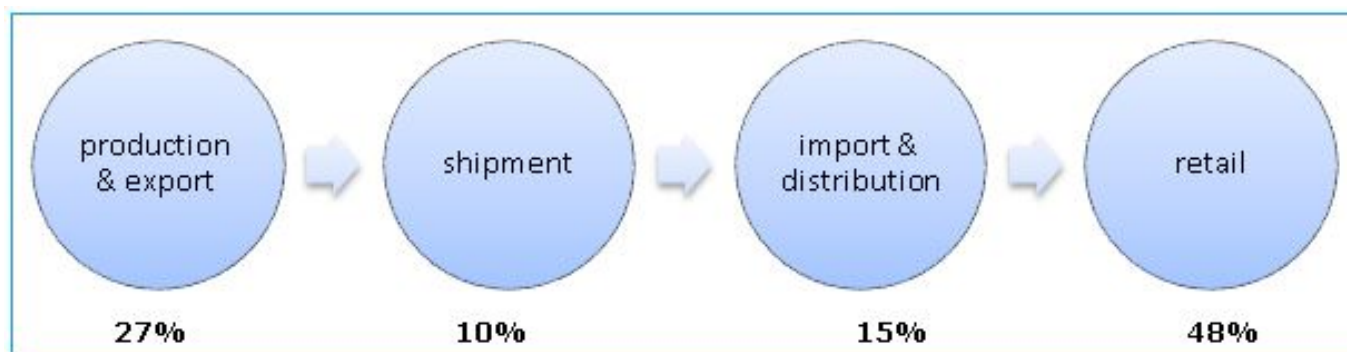 production
& export
shipment
import &
distribution
retail
27%
10%
15%
48%